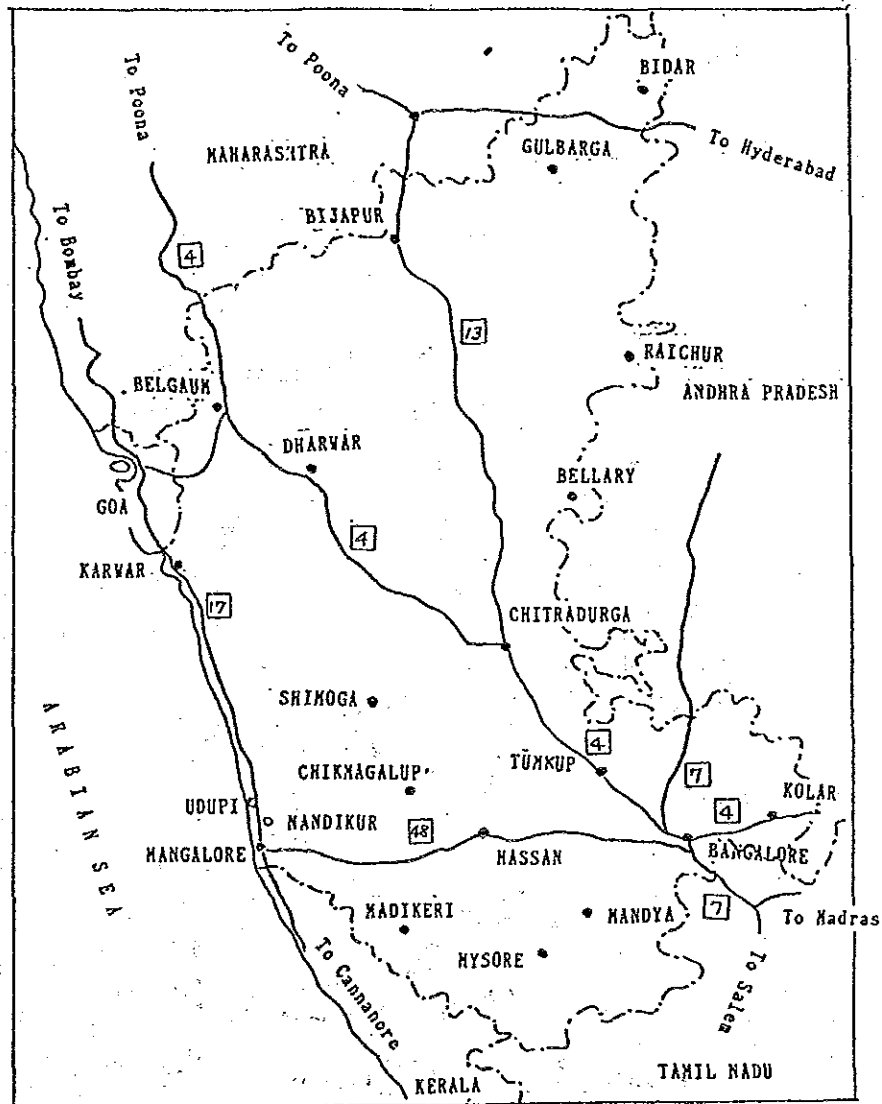 To Poona
To Poona
BIDAR
To Hyderabad
MAHARASHTRA
GULBARGA
BIJAPUR
To Bombay
4
13
RAICHUR
BELGAUM
ANDHRA PRADESH
DHARWAR
BELLARY
GOA
4
KARWAR
17
CHITRADURGA
SHIMOGA
ARABIAN SEA
4
TUMKUP
7
CHIKMAGALUP
KOLAR
4
UDUPI
NANDIKUR
48
MANGALORE
HASSAN
BANGALORE
MADIKERI
MANDYA
7
To Madras
MYSORE
To Cannanore
To Salem
KERALA
TAMIL NADU